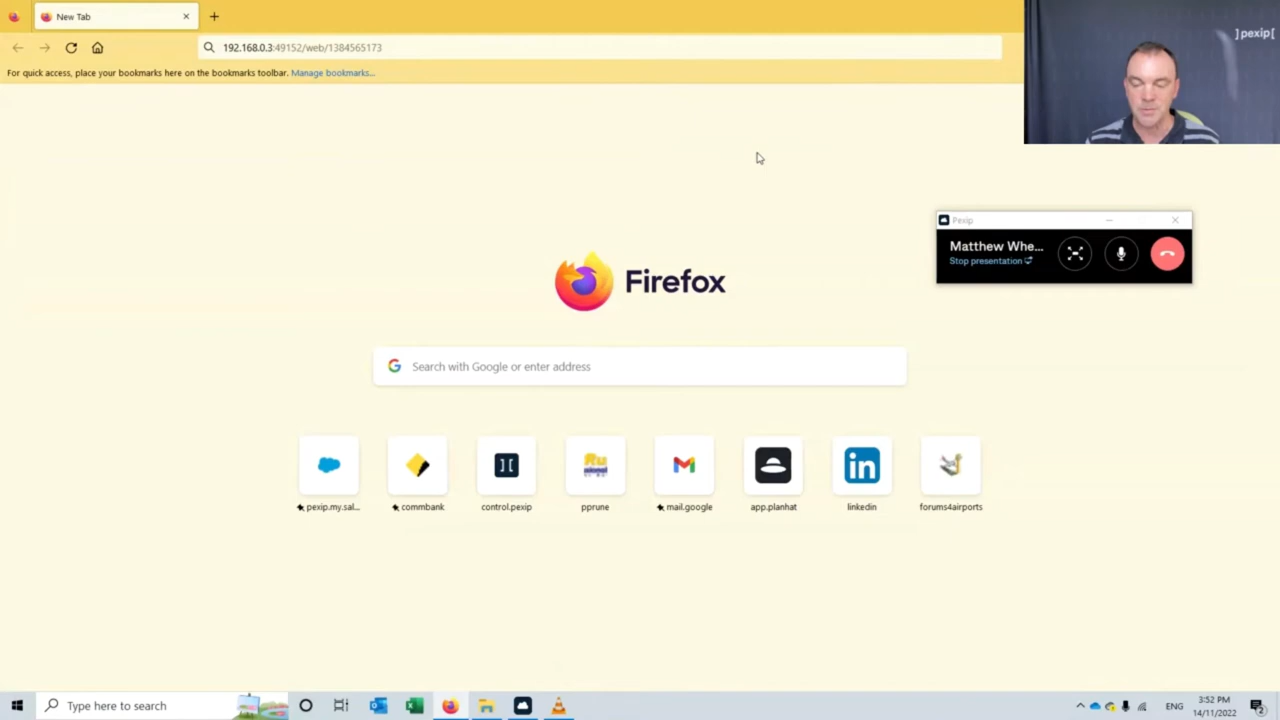 New Tab
192.168.0.3:49152/web/1384565173
]pexip[
For quick access, place your bookmarks here on the bookmarks toolbar. Manage bookmarks...
Pexip
Matthew Whe...
Stop presentation
Firefox
Search with Google or enter address
pexip.my.sal...
commbank
control.pexip
pprune
mail.google
app.planhat
linkedin
forums4airports
Type here to search
ENG
3:52 PM
14/11/2022
2